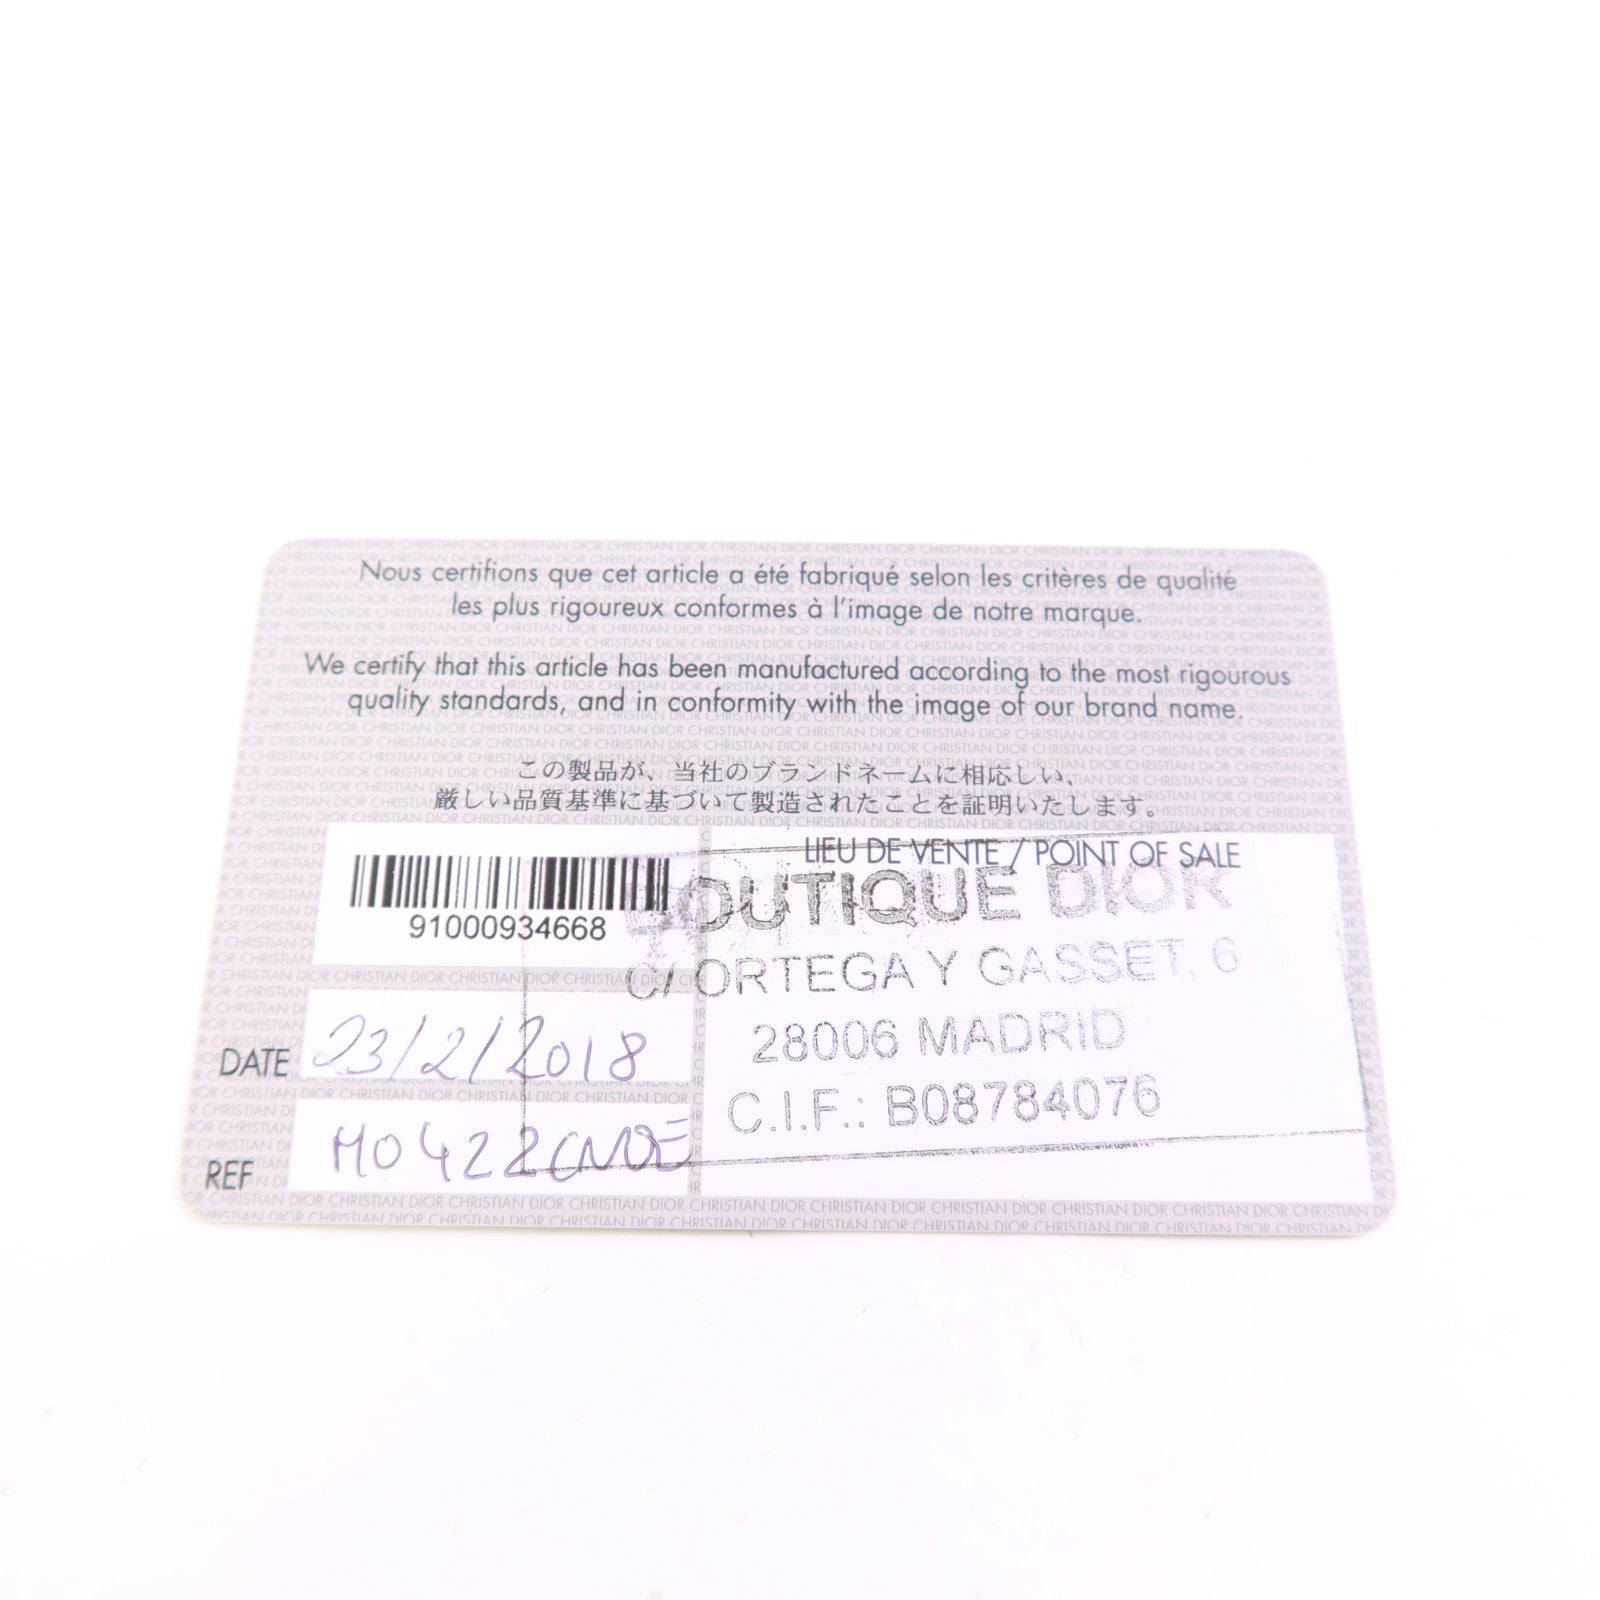 Nous certifions que cet article a été fabriqué selon les critères de qualité
les plus rigoureux conformes à l'image de notre marque.
We certify that this article has been manufactured according to the most rigourous
quality standards, and in conformity with the image of our brand name.
この製品が、当社のブランドネームに相応しい、
厳しい品質基準に基づいて製造されたことを証明いたします。
LIEU DE VENTE / POINT OF SALE
BOUTIQUE DIOR
C/ ORTEGA Y GASSET, 6
28006 MADRID
C.I.F.: B08784076
91000934668
DATE 23/2/2018
REF